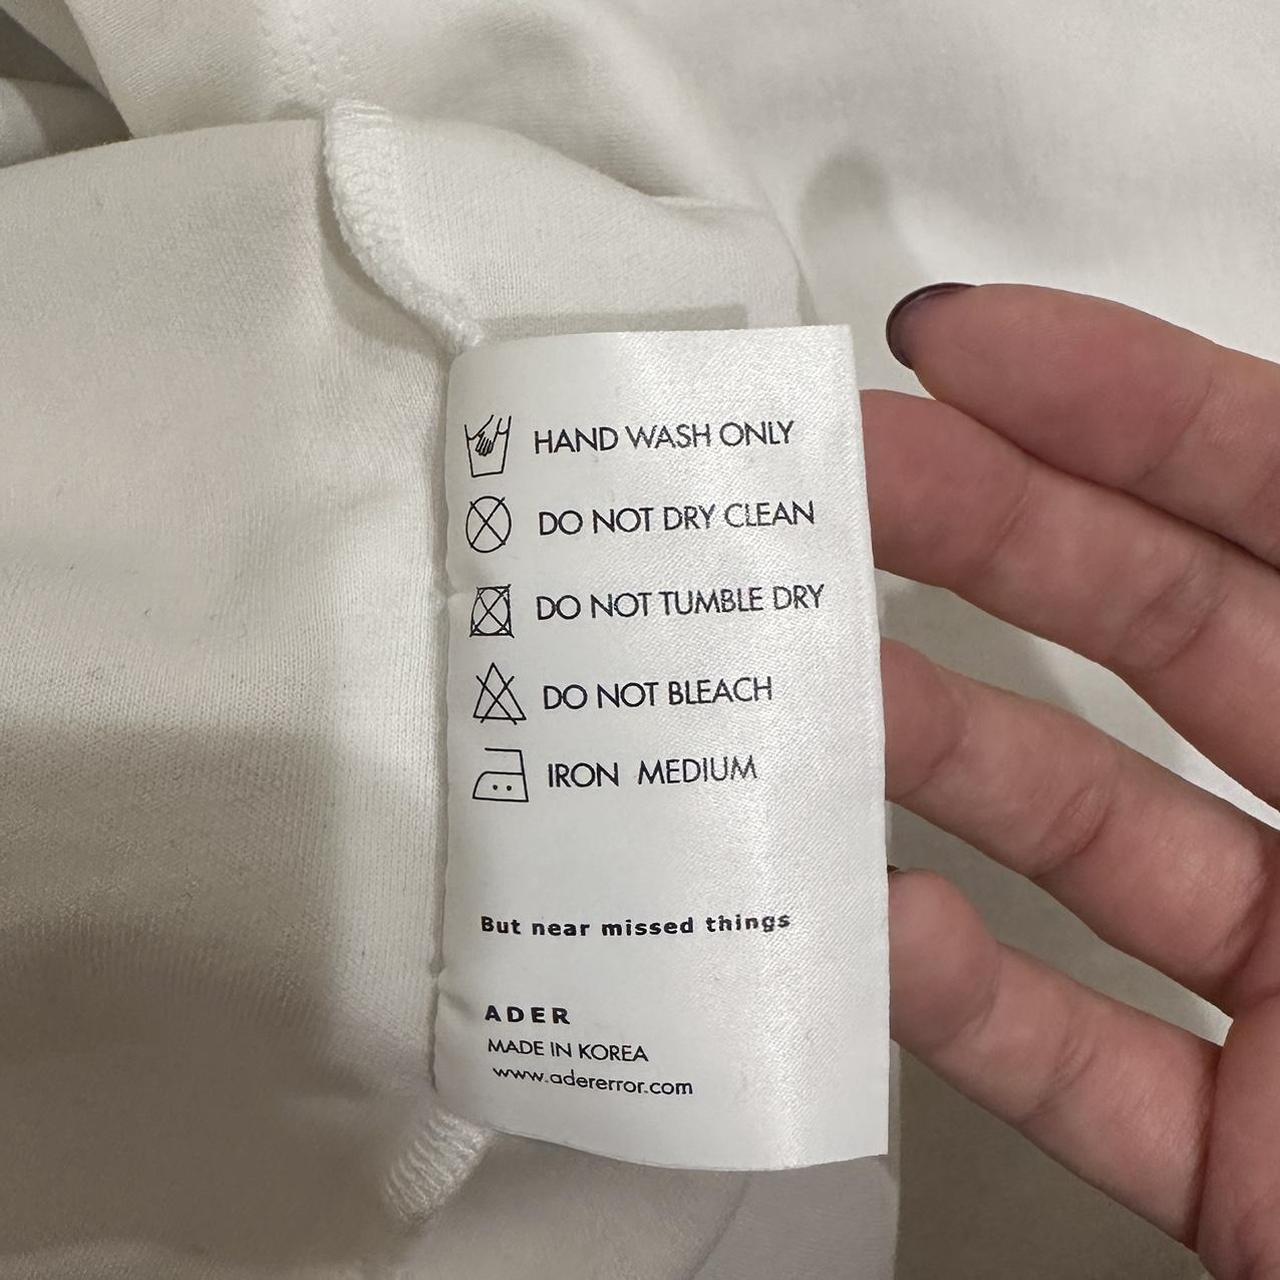 HAND WASH ONLY
DO NOT DRY CLEAN
DO NOT TUMBLE DRY
DO NOT BLEACH
IRON MEDIUM
But near missed things
ADER
MADE IN KOREA
www.adererror.com